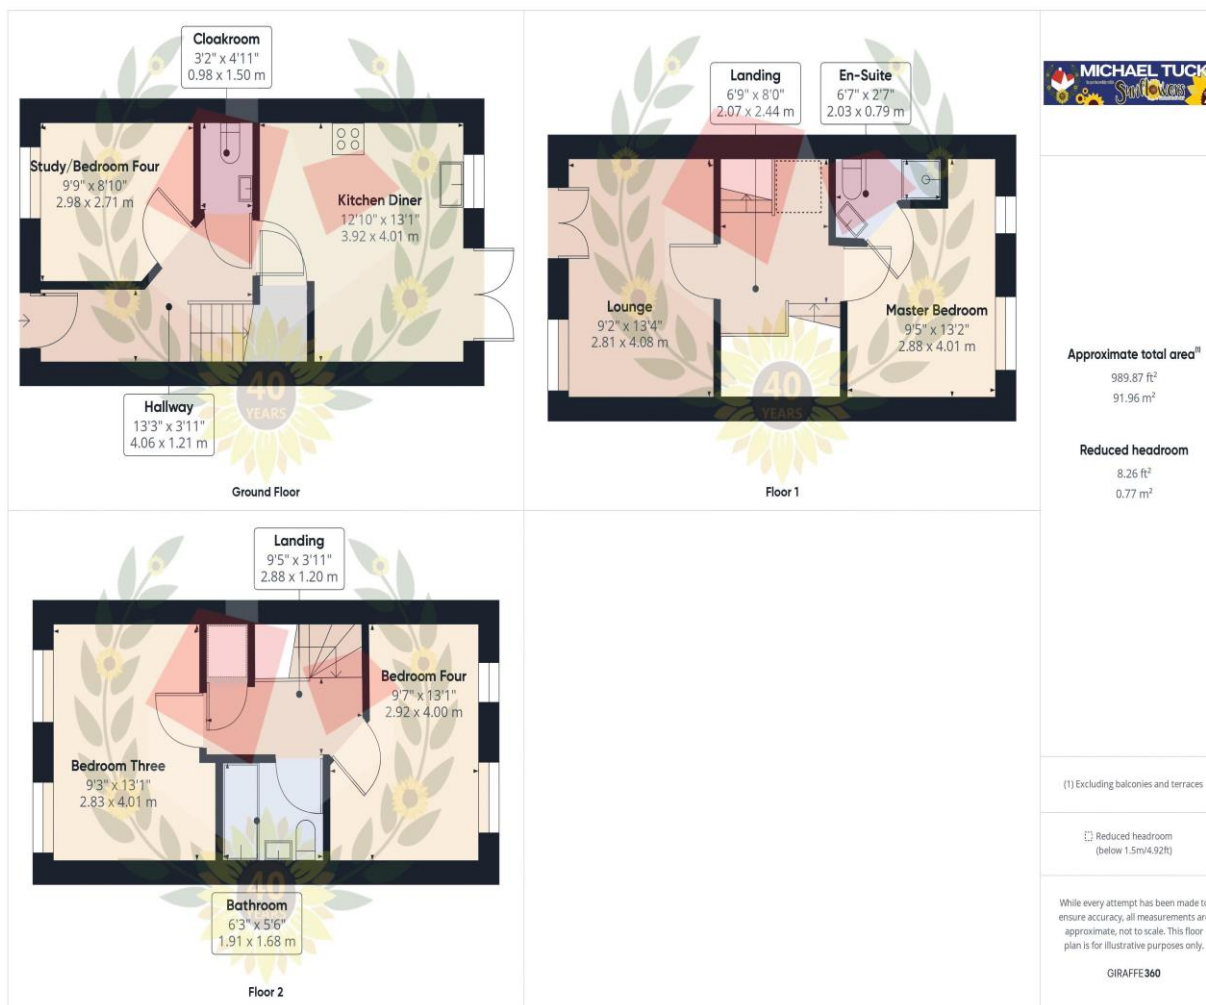 Cloakroom
3'2" x 4'11"
0.98 x 1.50 m
Study/Bedroom Four
9'9" x 8'10"
2.98 x 2.71 m
Kitchen Diner
12'10" x 13'1"
3.92 x 4.01 m
Hallway
13'3" x 3'11"
4.06 x 1.21 m
40
YEARS
Ground Floor
Landing
6'9" x 8'0"
2.07 x 2.44 m
En-Suite
6'7" x 2'7"
2.03 x 0.79 m
Lounge
9'2" x 13'4"
2.81 x 4.08 m
Master Bedroom
9'5" x 13'2"
2.88 x 4.01 m
40
YEARS
Floor 1
Landing
9'5" x 3'11"
2.88 x 1.20 m
Bedroom Four
9'7" x 13'1"
2.92 x 4.00 m
Bedroom Three
9'3" x 13'1"
2.83 x 4.01 m
40
YEARS
Bathroom
6'3" x 5'6"
1.91 x 1.68 m
Floor 2
MICHAEL TUCK
Sunflowers
Approximate total area(1)
989.87 ft²
91.96 m²
Reduced headroom
8.26 ft²
0.77 m²
(1) Excluding balconies and terraces
Reduced headroom
(below 1.5m/4.92ft)
While every attempt has been made to
ensure accuracy, all measurements are
approximate, not to scale. This floor
plan is for illustrative purposes only.
GIRAFFE360